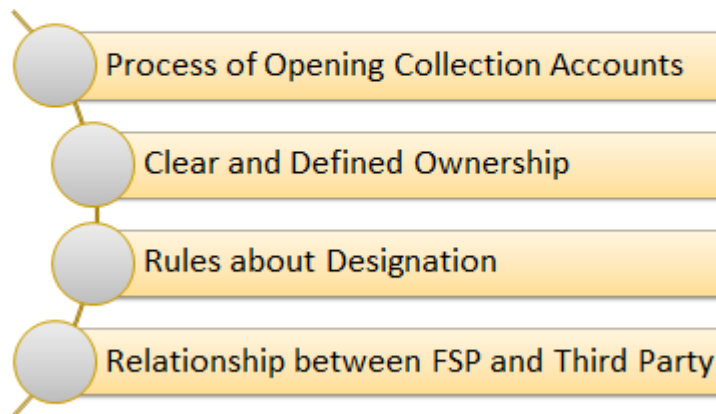 Process of Opening Collection Accounts
Clear and Defined Ownership
Rules about Designation
Relationship between FSP and Third Party